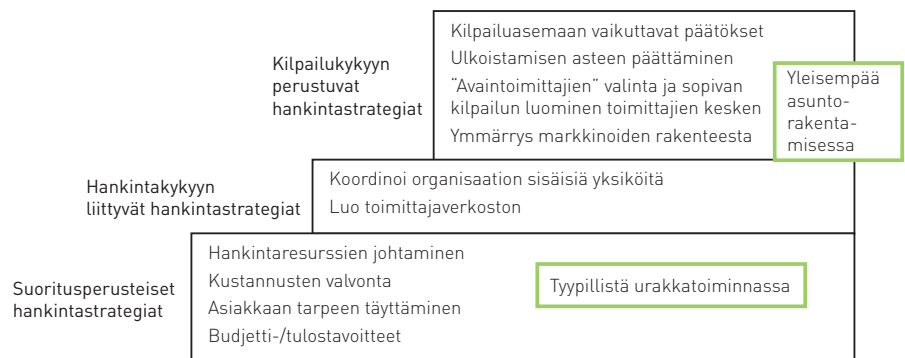 Kilpailukykyyn
perustuvat
hankintastrategiat
Kilpailuasemaan vaikuttavat päätökset
Ulkoistamisen asteen päättäminen
“Avaintoimittajien” valinta ja sopivan
kilpailun luominen toimittajien kesken
Ymmärrys markkinoiden rakenteesta
Yleisempää
asunto-
rakenta-
misessa
Hankintakykyyn
liittyvät hankintastrategiat
Koordinoi organisaation sisäisiä yksiköitä
Luo toimittajaverkoston
Suoritusperusteiset
hankintastrategiat
Hankintaresurssien johtaminen
Kustannusten valvonta
Asiakkaan tarpeen täyttäminen
Budjetti-/tulostavoitteet
Tyypillistä urakkatoiminnassa